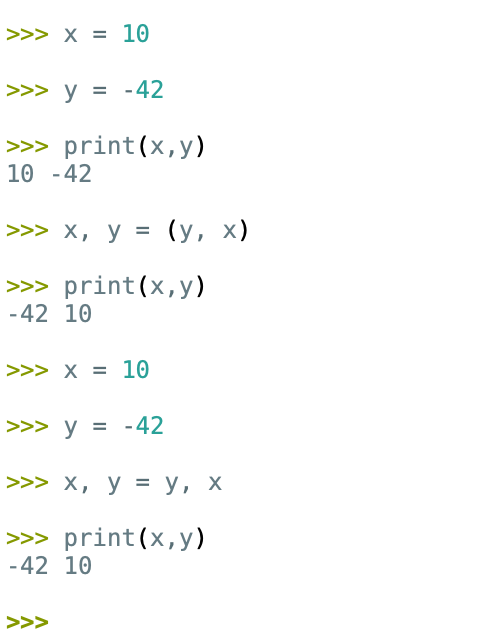 >>> x = 10
>>> y = -42
>>> print(x,y)
10 -42
>>> x, y = (y, x)
>>> print(x,y)
-42 10
>>> x = 10
>>> y = -42
>>> x, y = y, x
>>> print(x,y)
-42 10
>>>